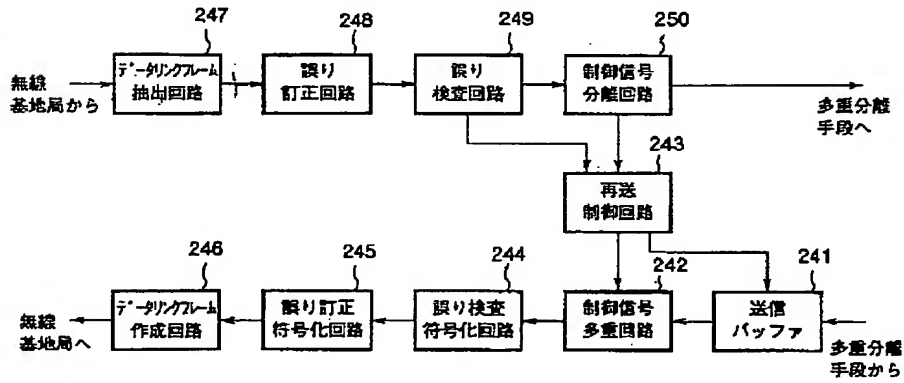 247
248
249
250
無線
基地局から
データリンクフレーム
抽出回路
誤り
訂正回路
誤り
検査回路
制御信号
分離回路
多重分離
手段へ
243
再送
制御回路
246
245
244
242
241
無線
基地局へ
データリンクフレーム
作成回路
誤り訂正
符号化回路
誤り検査
符号化回路
制御信号
多重回路
送信
バッファ
多重分離
手段から